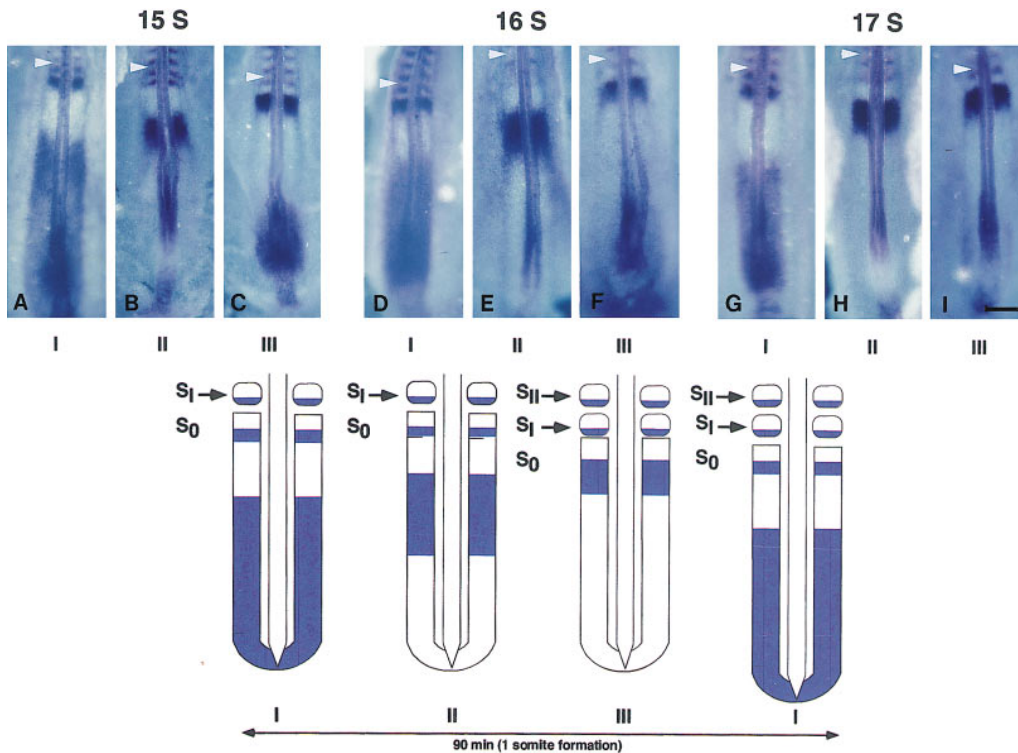 15 S 16 S 17 S
A B C D E F G H I
I II III I II III I II III
SI SI SII SII
S0 S0 SI SI
S0 S0
I II III I
90 min (1 somite formation)